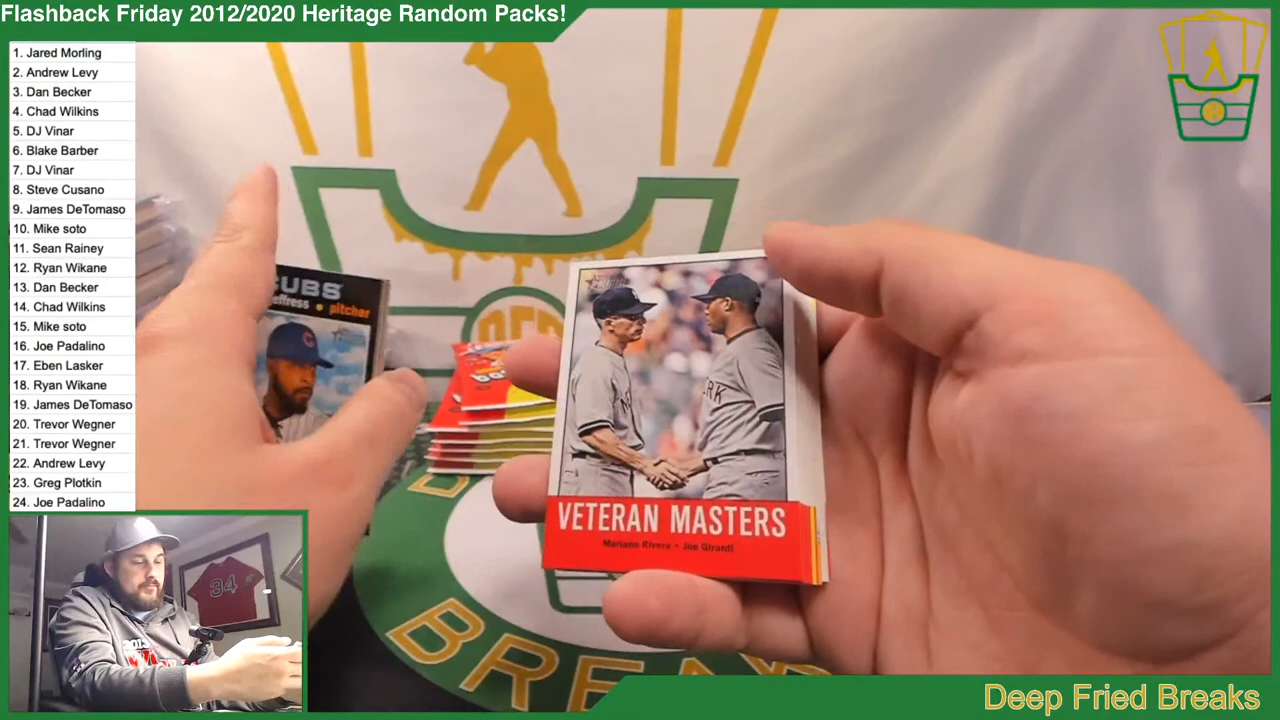 Flashback Friday 2012/2020 Heritage Random Packs!
1. Jared Morling
2. Andrew Levy
3. Dan Becker
4. Chad Wilkins
5. DJ Vinar
6. Blake Barber
7. DJ Vinar
8. Steve Cusano
9. James DeTomaso
10. Mike soto
11. Sean Rainey
12. Ryan Wikane
13. Dan Becker
14. Chad Wilkins
15. Mike soto
16. Joe Padalino
17. Eben Lasker
18. Ryan Wikane
19. James DeTomaso
20. Trevor Wegner
21. Trevor Wegner
22. Andrew Levy
23. Greg Plotkin
24. Joe Padalino
CUBS
effress • pitcher
VETERAN MASTERS
Mariano Rivera • Joe Girardi
RK
34
BREA
Deep Fried Breaks